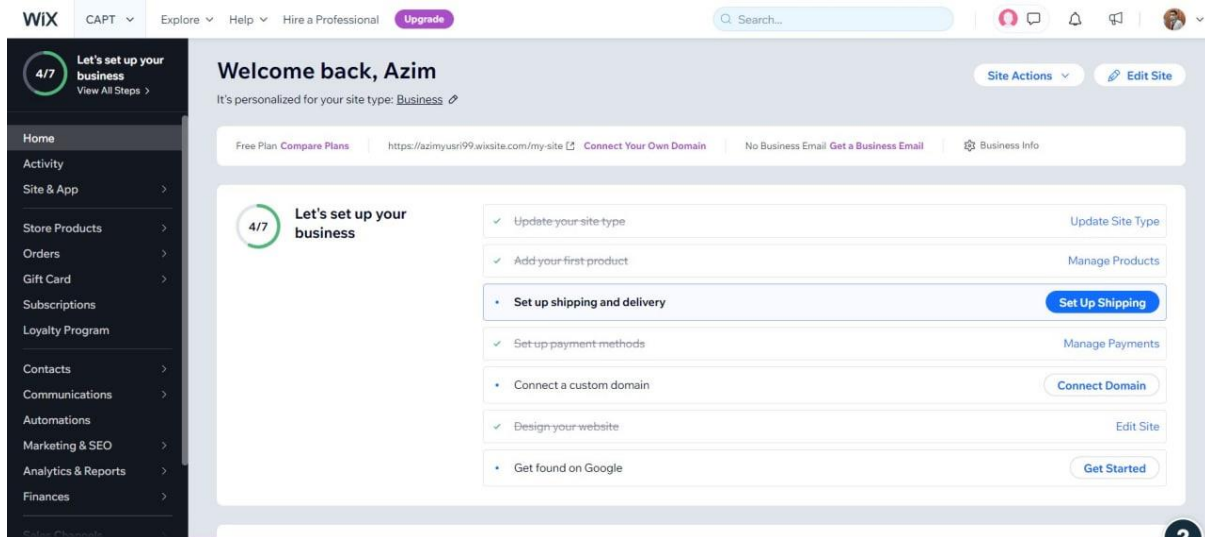 WiX CAPT Explore Help Hire a Professional Upgrade Search...
4/7 Let's set up your
business
View All Steps >
Home
Activity
Site & App
Store Products
Orders
Gift Card
Subscriptions
Loyalty Program
Contacts
Communications
Automations
Marketing & SEO
Analytics & Reports
Finances
Sales Channels
Welcome back, Azim
Site Actions Edit Site
It's personalized for your site type: Business
Free Plan Compare Plans https://azimyusri99.wixsite.com/my-site Connect Your Own Domain No Business Email Get a Business Email Business Info
4/7 Let's set up your
business
Update your site type Update Site Type
Add your first product Manage Products
Set up shipping and delivery Set Up Shipping
Set up payment methods Manage Payments
Connect a custom domain Connect Domain
Design your website Edit Site
Get found on Google Get Started
?